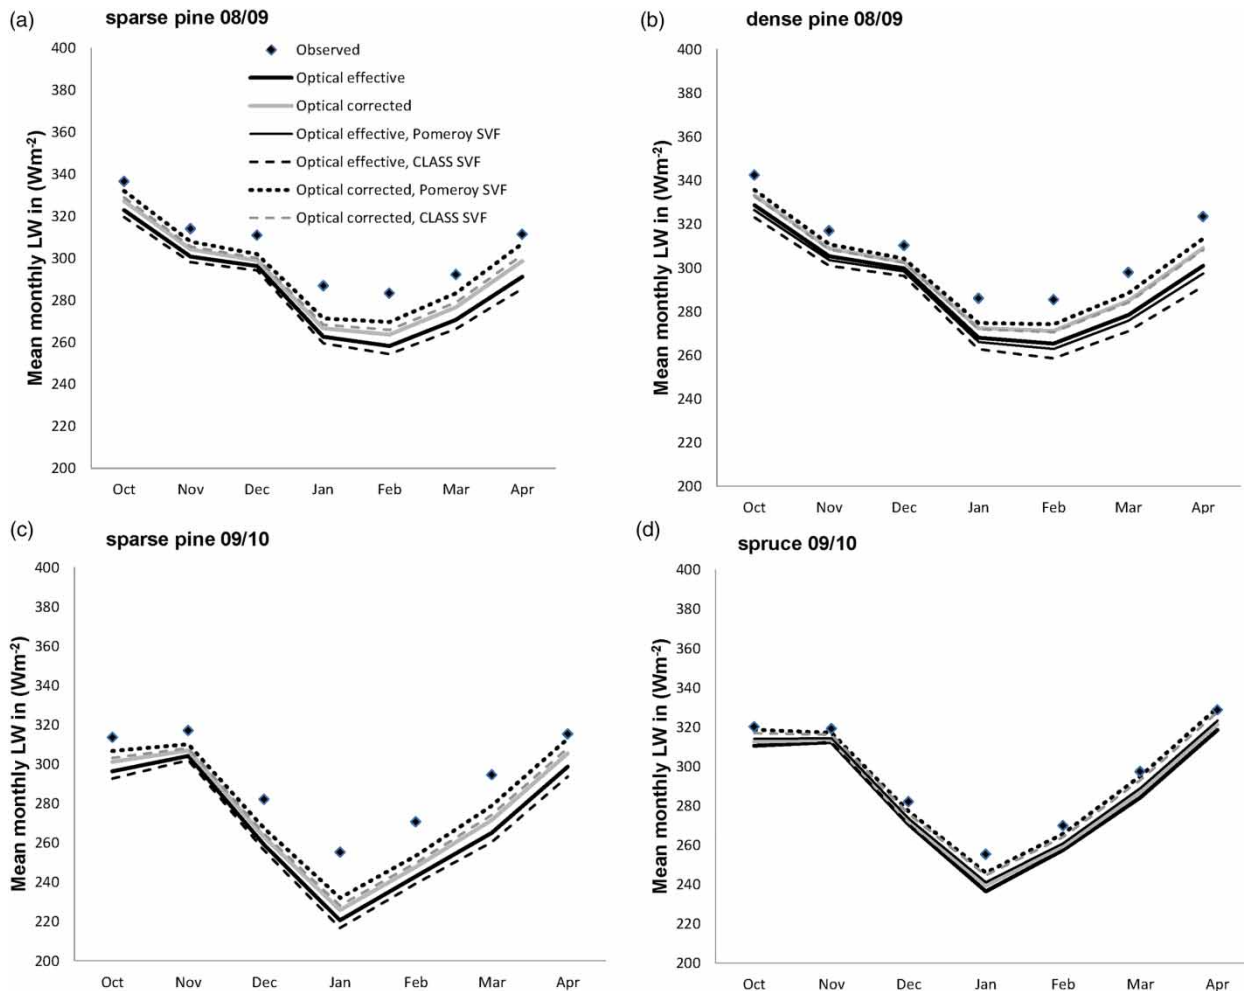 (a) sparse pine 08/09
400
380
360
340
320
300
280
260
240
220
200
Mean monthly LW in (Wm-2)
Observed
Optical effective
Optical corrected
Optical effective, Pomeroy SVF
Optical effective, CLASS SVF
Optical corrected, Pomeroy SVF
Optical corrected, CLASS SVF
Oct Nov Dec Jan Feb Mar Apr
(b) dense pine 08/09
400
380
360
340
320
300
280
260
240
220
200
Mean monthly LW in (Wm-2)
Oct Nov Dec Jan Feb Mar Apr
(c) sparse pine 09/10
400
380
360
340
320
300
280
260
240
220
200
Mean monthly LW in (Wm-2)
Oct Nov Dec Jan Feb Mar Apr
(d) spruce 09/10
400
380
360
340
320
300
280
260
240
220
200
Mean monthly LW in (Wm-2)
Oct Nov Dec Jan Feb Mar Apr